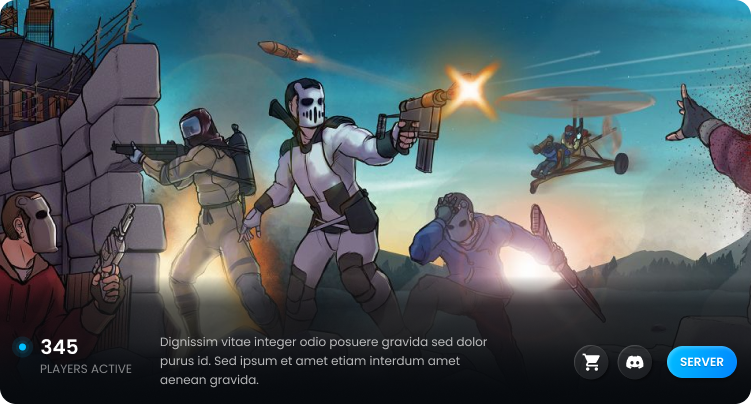 345
PLAYERS ACTIVE
Dignissim vitae integer odio posuere gravida sed dolor
purus id. Sed ipsum et amet etiam interdum amet
aenean gravida.
SERVER